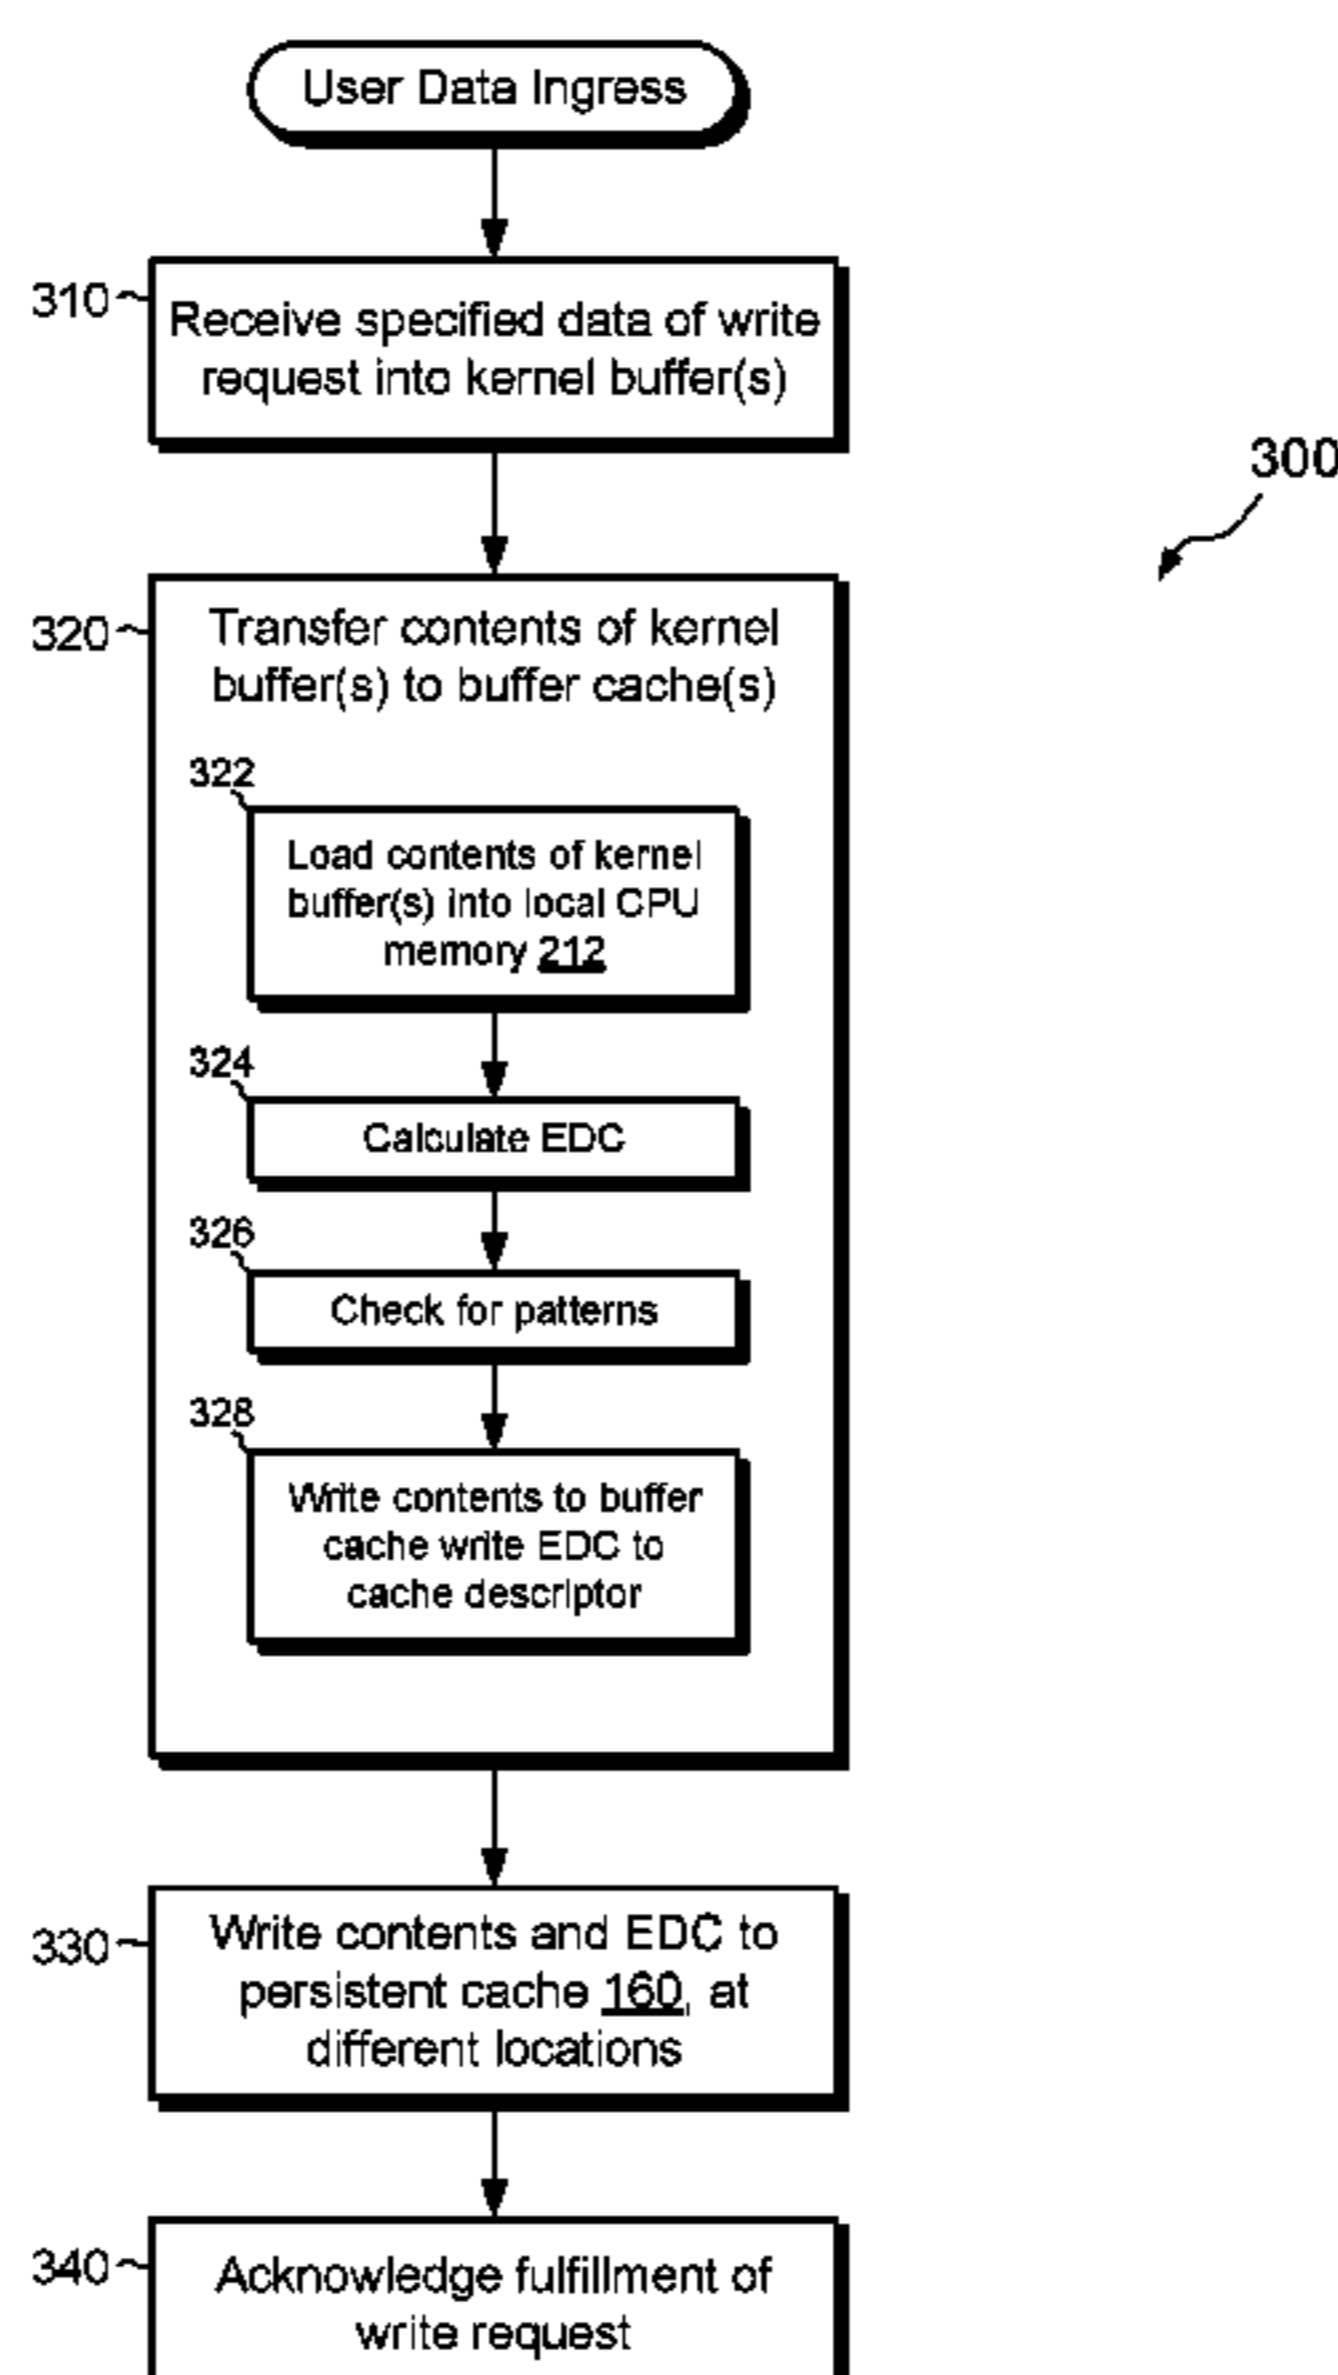 User Data Ingress
310
Receive specified data of write
request into kernel buffer(s)
300
320
Transfer contents of kernel
buffer(s) to buffer cache(s)
322
Load contents of kernel
buffer(s) into local CPU
memory 212
324
Calculate EDC
326
Check for patterns
328
Write contents to buffer
cache write EDC to
cache descriptor
330
Write contents and EDC to
persistent cache 160, at
different locations
340
Acknowledge fulfillment of
write request